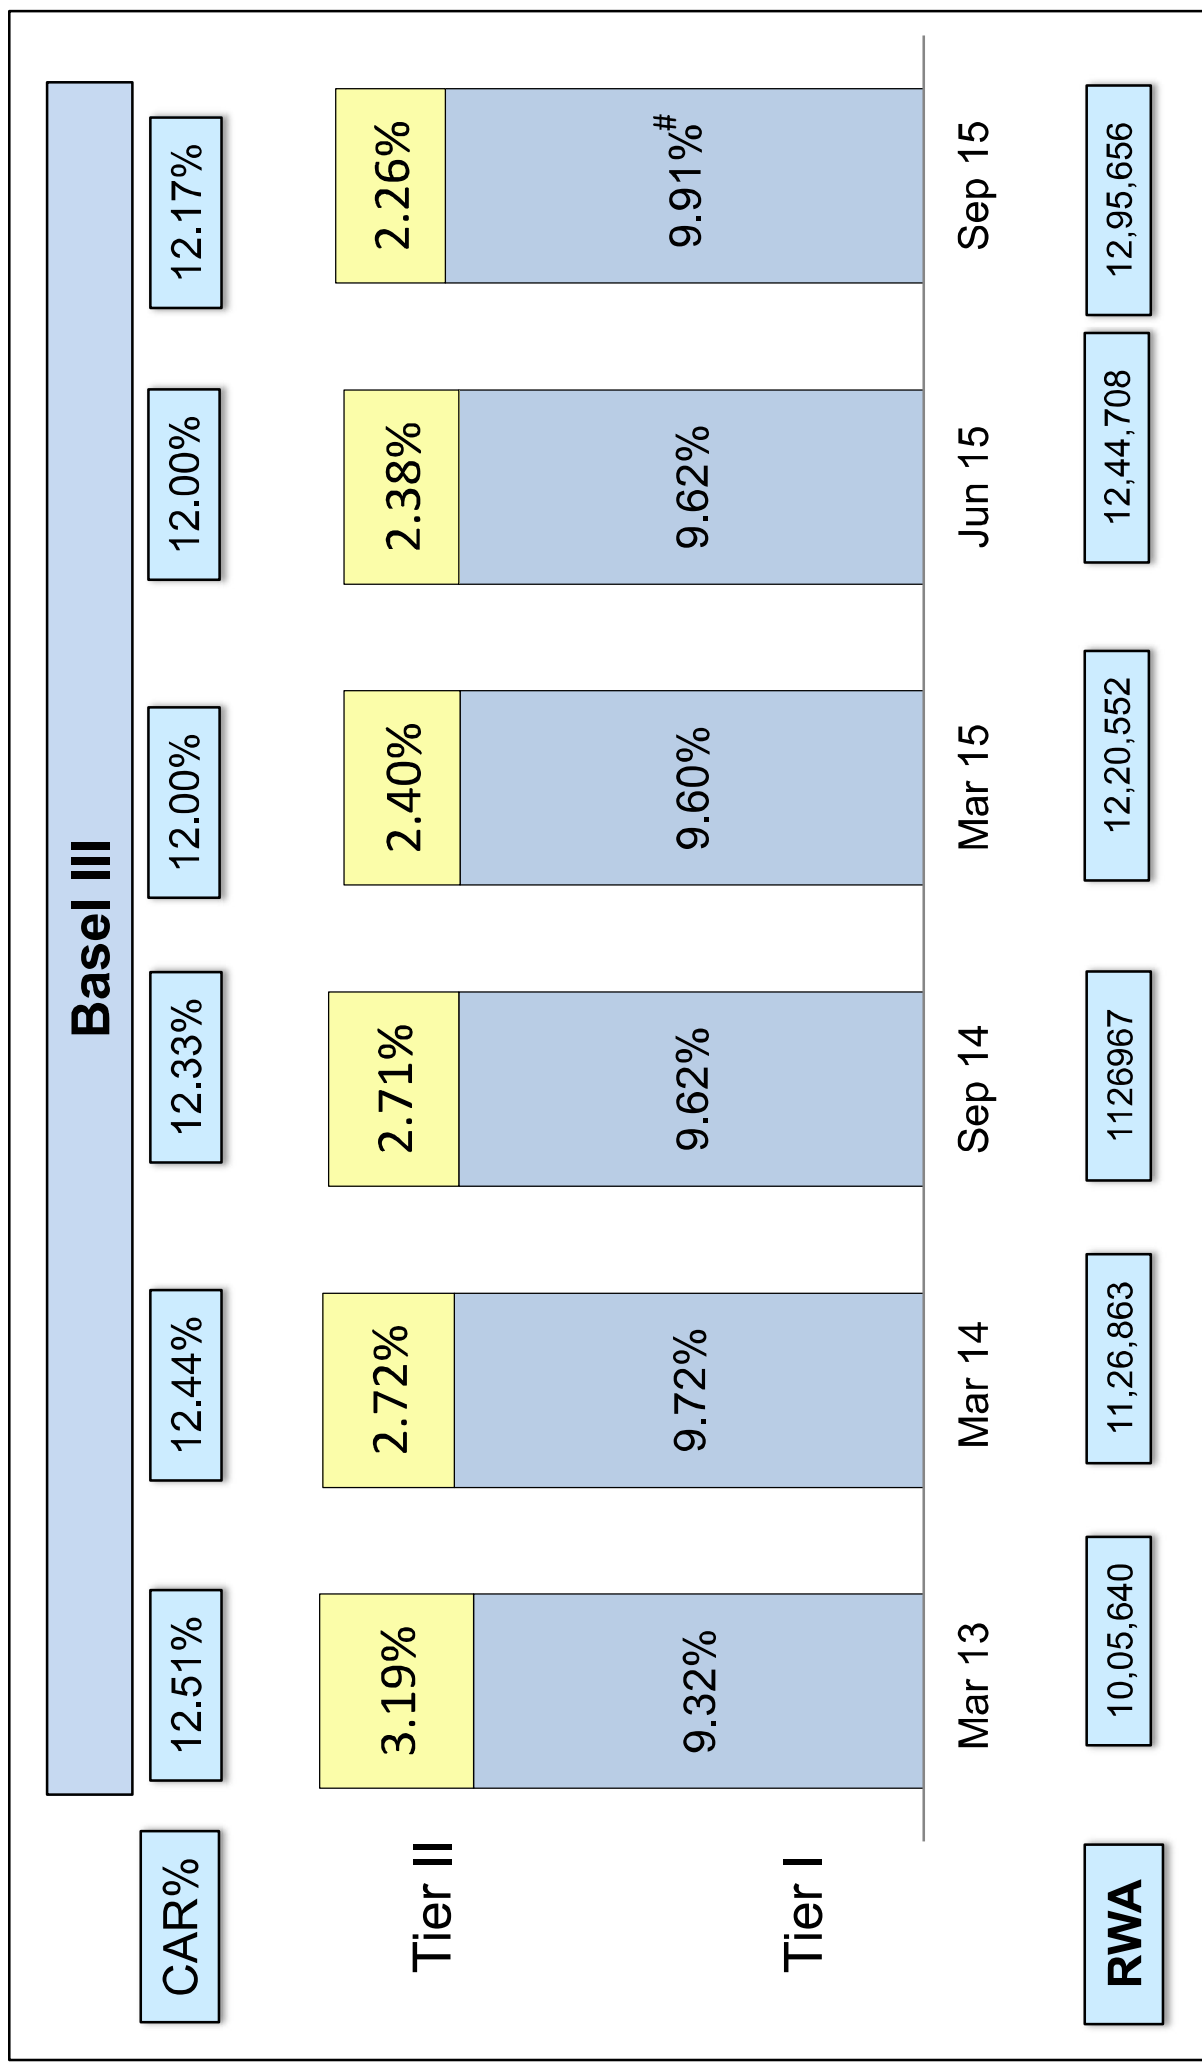 Basel III
CAR% 12.51% 12.44% 12.33% 12.00% 12.00% 12.17%
Tier II 3.19% 2.72% 2.71% 2.40% 2.38% 2.26%
Tier I 9.32% 9.72% 9.62% 9.60% 9.62% 9.91%#
Mar 13 Mar 14 Sep 14 Mar 15 Jun 15 Sep 15
RWA 10,05,640 11,26,863 1126967 12,20,552 12,44,708 12,95,656